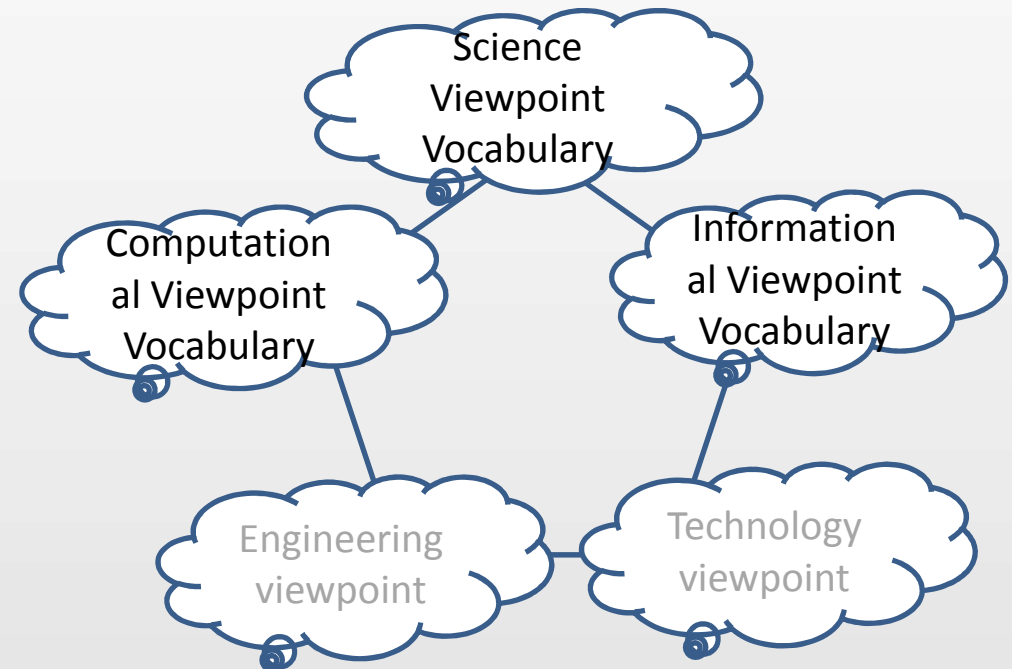 Science
Viewpoint
Vocabulary
Computation
al Viewpoint
Vocabulary
Information
al Viewpoint
Vocabulary
Engineering
viewpoint
Technology
viewpoint